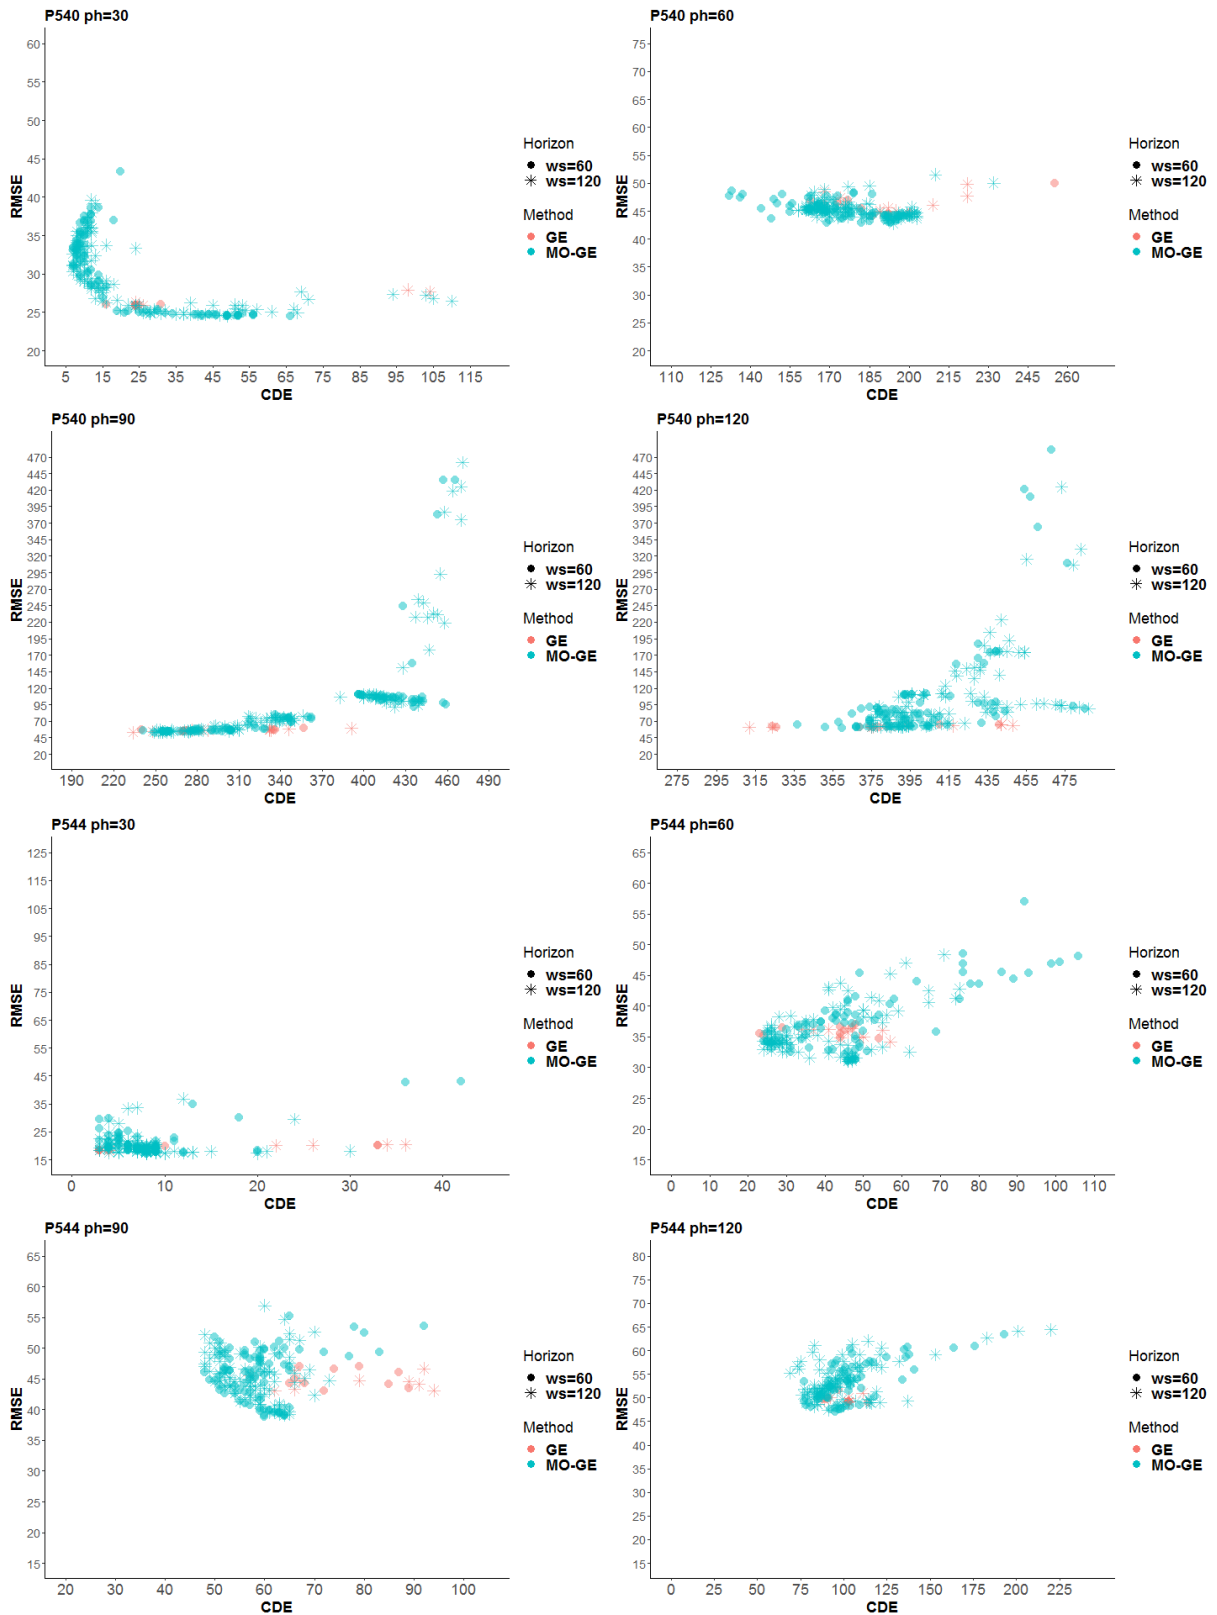 P540 ph=30
RMSE
60
55
50
45
40
35
30
25
20
5 15 25 35 45 55 65 75 85 95 105 115
CDE
Horizon
ws=60
ws=120
Method
GE
MO-GE
P540 ph=60
RMSE
75
70
65
60
55
50
45
40
35
30
25
20
110 125 140 155 170 185 200 215 230 245 260
CDE
Horizon
ws=60
ws=120
Method
GE
MO-GE
P540 ph=90
RMSE
470
445
420
395
370
345
320
295
270
245
220
195
170
145
120
95
70
45
20
190 220 250 280 310 340 370 400 430 460 490
CDE
Horizon
ws=60
ws=120
Method
GE
MO-GE
P540 ph=120
RMSE
470
445
420
395
370
345
320
295
270
245
220
195
170
145
120
95
70
45
20
275 295 315 335 355 375 395 415 435 455 475
CDE
Horizon
ws=60
ws=120
Method
GE
MO-GE
P544 ph=30
RMSE
125
115
105
95
85
75
65
55
45
35
25
15
0 10 20 30 40
CDE
Horizon
ws=60
ws=120
Method
GE
MO-GE
P544 ph=60
RMSE
65
60
55
50
45
40
35
30
25
20
15
0 10 20 30 40 50 60 70 80 90 100 110
CDE
Horizon
ws=60
ws=120
Method
GE
MO-GE
P544 ph=90
RMSE
65
60
55
50
45
40
35
30
25
20
15
20 30 40 50 60 70 80 90 100
CDE
Horizon
ws=60
ws=120
Method
GE
MO-GE
P544 ph=120
RMSE
80
75
70
65
60
55
50
45
40
35
30
25
20
15
0 25 50 75 100 125 150 175 200 225
CDE
Horizon
ws=60
ws=120
Method
GE
MO-GE